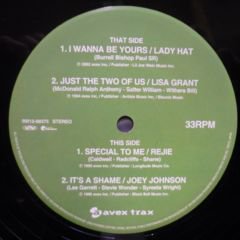 THAT SIDE
1. I WANNA BE YOURS / LADY HAT
(Burrell Bishop Paul SR)
2. JUST THE TWO OF US / LISA GRANT
(McDonald Ralph Anthony - Salter William - Withers Bill)
STEREO
33RPM
THIS SIDE
1. SPECIAL TO ME / REJIE
(Caldwell - Radcliffe - Shane)
2. IT'S A SHAME / JOEY JOHNSON
(Lee Garrett - Stevie Wonder - Syreeta Wright)
avex trax